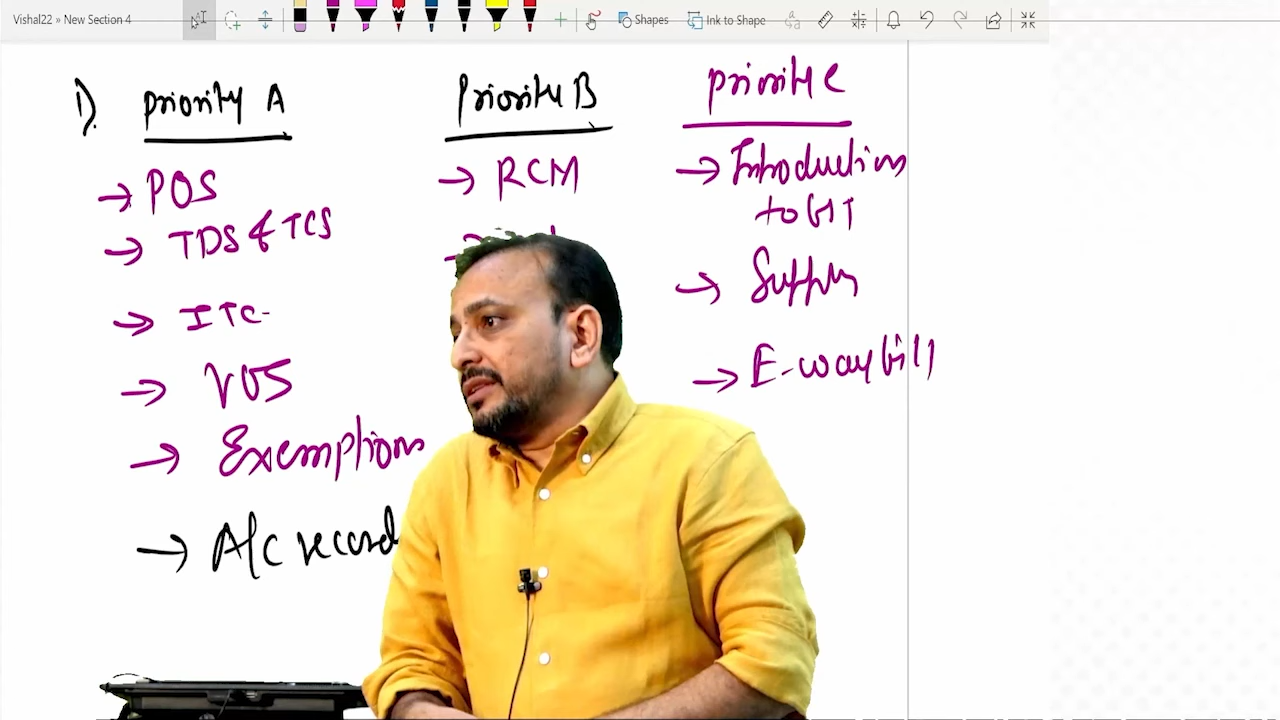 Vishal22 » New Section 4
Shapes
Ink to Shape
1).
Priority A
→ POS
→ TDS & TCS
→ ITC
→ VOS
→ Exemptions
→ A/c record
Priority B
→ RCM
Priority C
→ Introduction
to GST
→ Supply
→ E-way bill